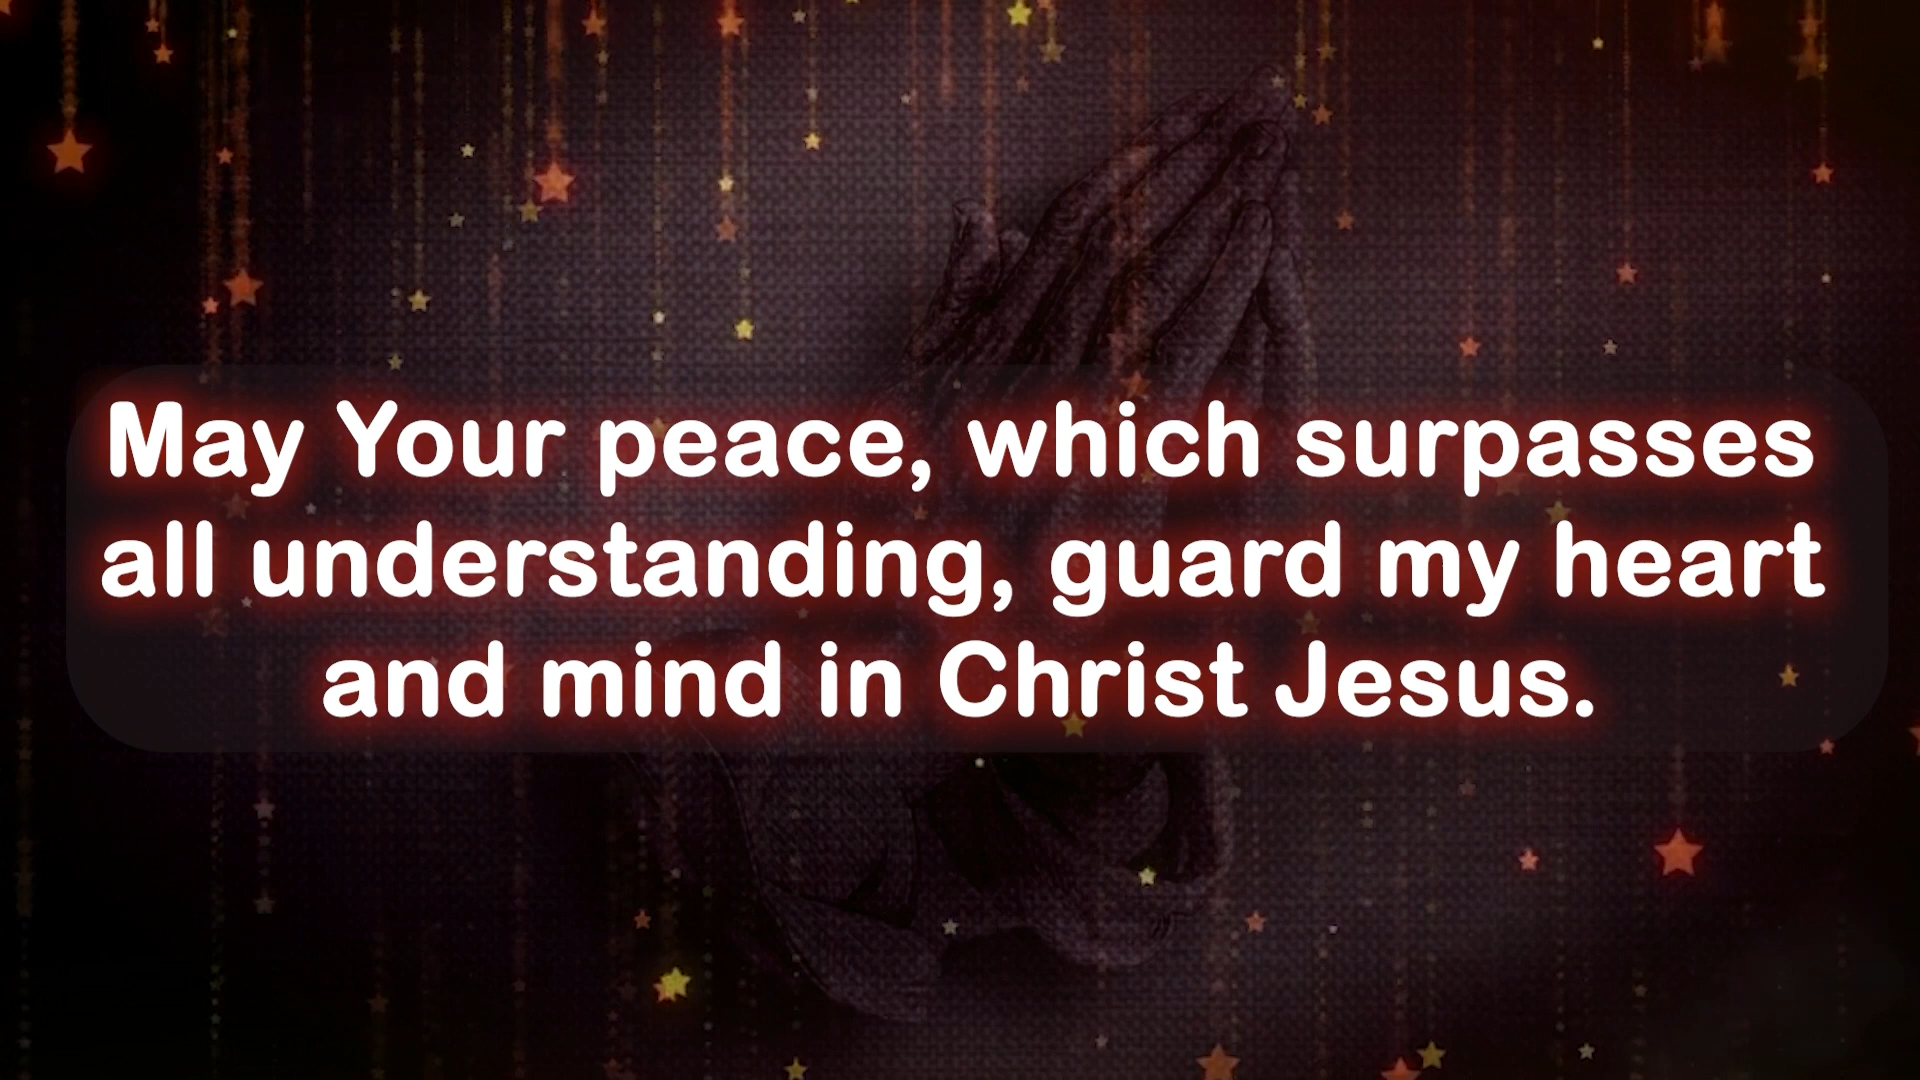 May Your peace, which surpasses
all understanding, guard my heart
and mind in Christ Jesus.